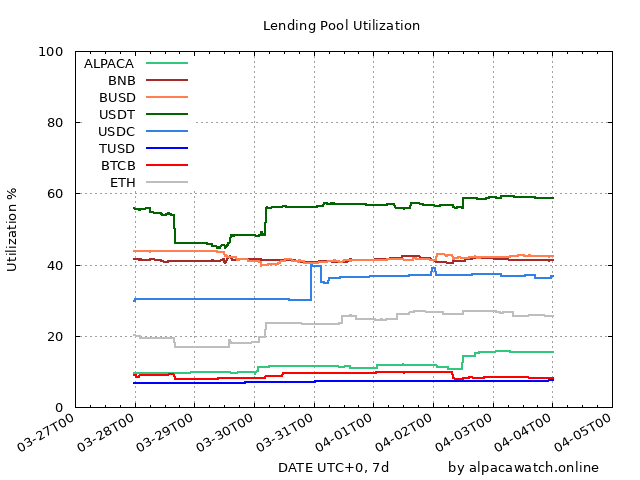 Lending Pool Utilization
Utilization %
100
80
60
40
20
0
ALPACA
BNB
BUSD
USDT
USDC
TUSD
BTCB
ETH
03-27T00
03-28T00
03-29T00
03-30T00
03-31T00
04-01T00
04-02T00
04-03T00
04-04T00
04-05T00
DATE UTC+0, 7d
by alpacawatch.online